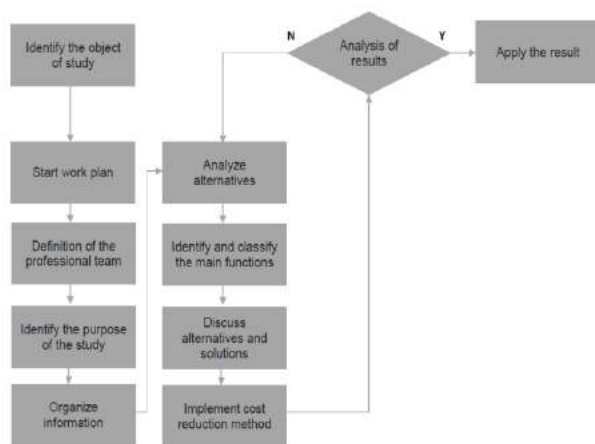 Identify the object
of study
Start work plan
Definition of the
professional team
Identify the purpose
of the study
Organize
information
Analyze
alternatives
Identify and classify
the main functions
Discuss
alternatives and
solutions
Implement cost
reduction method
N
Analysis of
results
Y
Apply the result